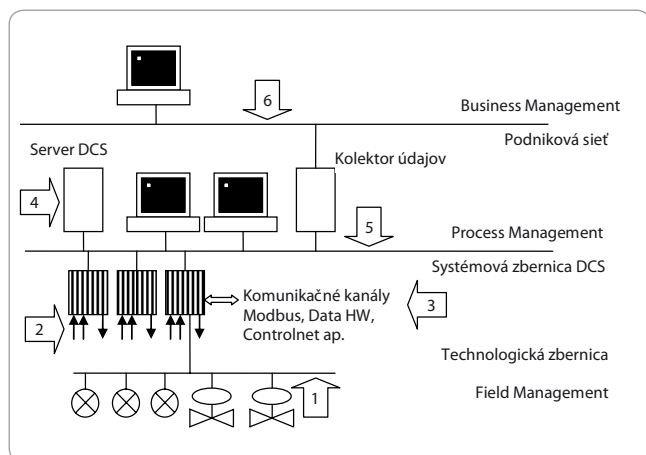 6
Business Management
Podniková sieť
Server DCS
Kolektor údajov
4
5
Process Management
Systémová zbernica DCS
2
Komunikačné kanály
Modbus, Data HW,
Controlnet ap.
3
Technologická zbernica
1
Field Management